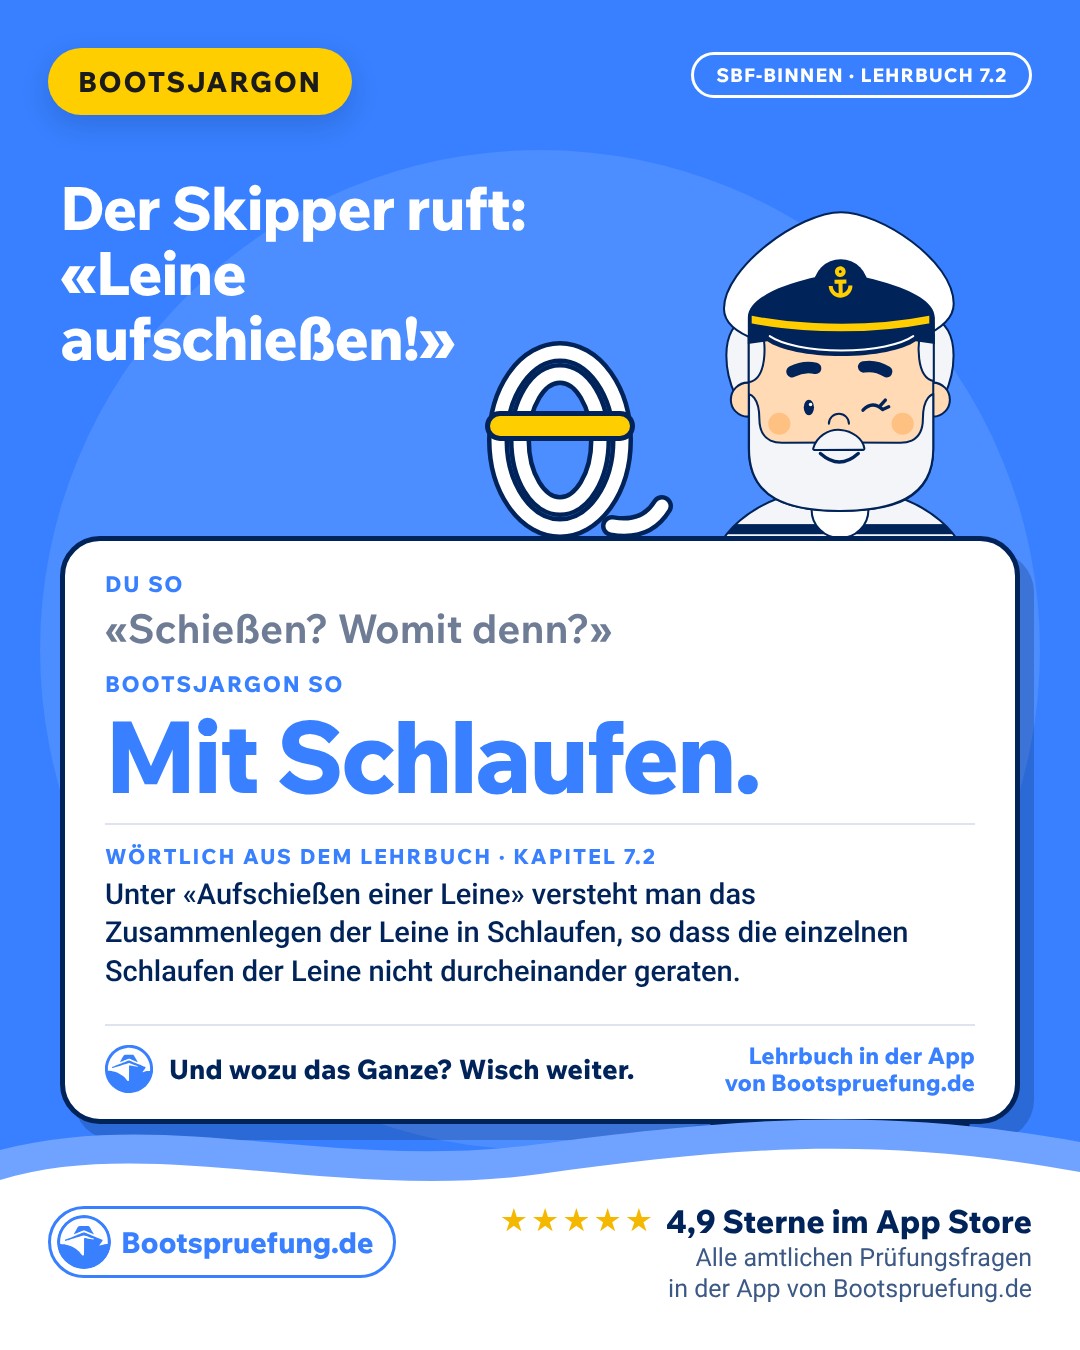 BOOTSJARGON
SBF-BINNEN · LEHRBUCH 7.2
Der Skipper ruft:
«Leine
aufschießen!»
DU SO
«Schießen? Womit denn?»
BOOTSJARGON SO
Mit Schlaufen.
WÖRTLICH AUS DEM LEHRBUCH · KAPITEL 7.2
Unter «Aufschießen einer Leine» versteht man das
Zusammenlegen der Leine in Schlaufen, so dass die einzelnen
Schlaufen der Leine nicht durcheinander geraten.
Und wozu das Ganze? Wisch weiter.
Lehrbuch in der App
von Bootspruefung.de
Bootspruefung.de
★★★★★ 4,9 Sterne im App Store
Alle amtlichen Prüfungsfragen
in der App von Bootspruefung.de